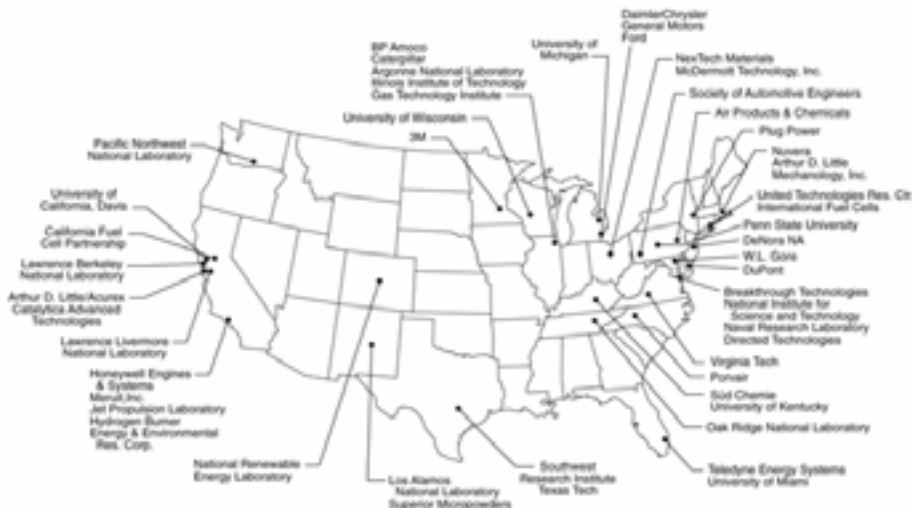 DaimlerChrysler
General Motors
Ford
University of
Michigan
BP Amoco
Caterpillar
Argonne National Laboratory
Illinois Institute of Technology
Gas Technology Institute
NexTech Materials
McDermott Technology, Inc.
Society of Automotive Engineers
Air Products & Chemicals
University of Wisconsin
3M
Plug Power
Nuvera
Arthur D. Little
Mechanology, Inc.
Pacific Northwest
National Laboratory
United Technologies Res. Ctr
International Fuel Cells
University of
California, Davis
Penn State University
California Fuel
Cell Partnership
DeNora NA
W.L. Gore
DuPont
Lawrence Berkeley
National Laboratory
Breakthrough Technologies
National Institute for
Science and Technology
Naval Research Laboratory
Directed Technologies
Arthur D. Little/Acurex
Catalytica Advanced
Technologies
Lawrence Livermore
National Laboratory
Virginia Tech
Porvair
Honeywell Engines
& Systems
Meruit,Inc.
Jet Propulsion Laboratory
Hydrogen Burner
Energy & Environmental
Res. Corp.
Süd Chemie
University of Kentucky
Oak Ridge National Laboratory
National Renewable
Energy Laboratory
Los Alamos
National Laboratory
Superior Micropowders
Southwest
Research Institute
Texas Tech
Teledyne Energy Systems
University of Miami